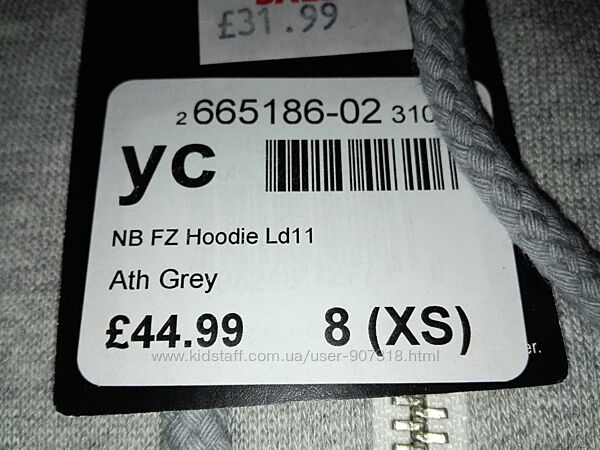 £31.99
2 665186-02 310
yc
NB FZ Hoodie Ld11
Ath Grey
£44.99 8 (XS)
www.kidstaff.com.ua/user-907318.html
er.